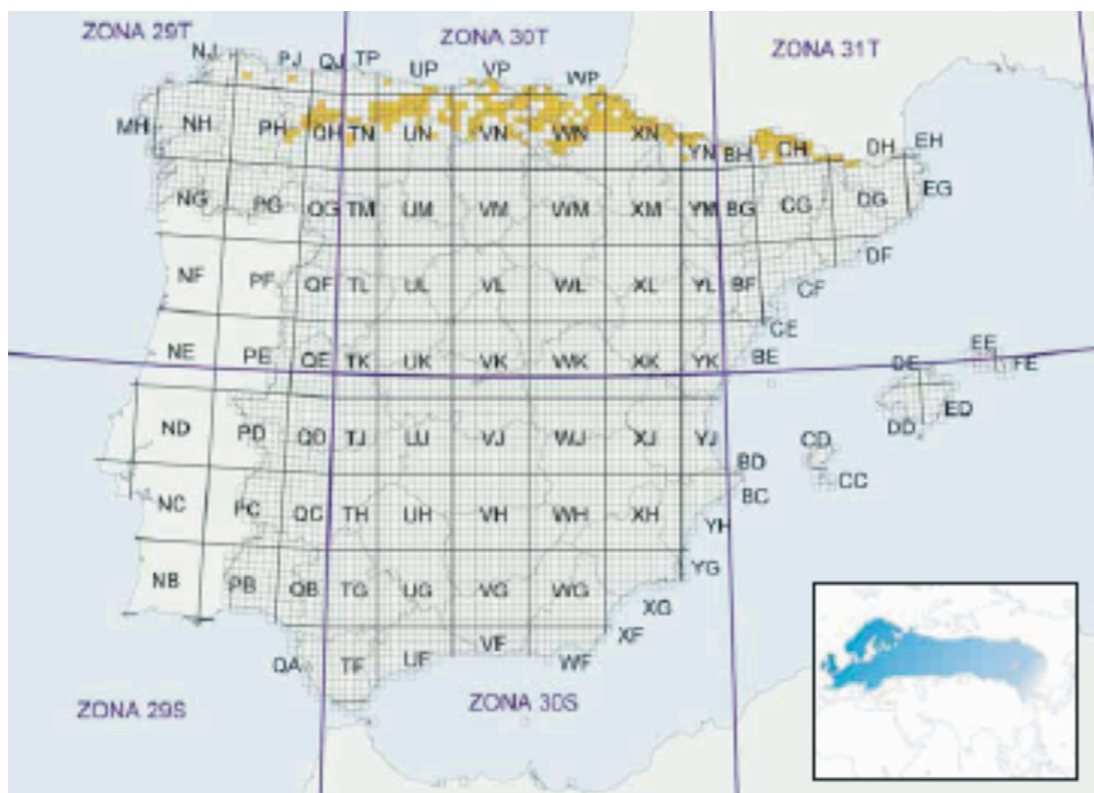 ZONA 29T
ZONA 30T
ZONA 31T
NJ PJ QJ TP UP VP WP
MH NH PH QH TN UN VN WN XN YN BH CH DH EH
NG PG QG TM UM VM WM XM YM BG CG DG EG
NF PF QF TL UL VL WL XL YL BF CF DF
NE PE QE TK UK VK WK XK YK BE CE DE EE FE
ND PD QD TJ UJ VJ WJ XJ YJ BD CD DD ED
NC PC QC TH UH VH WH XH YH BC CC
NB PB QB TG UG VG WG XG YG
QA TF UF VF WF XF
ZONA 29S
ZONA 30S